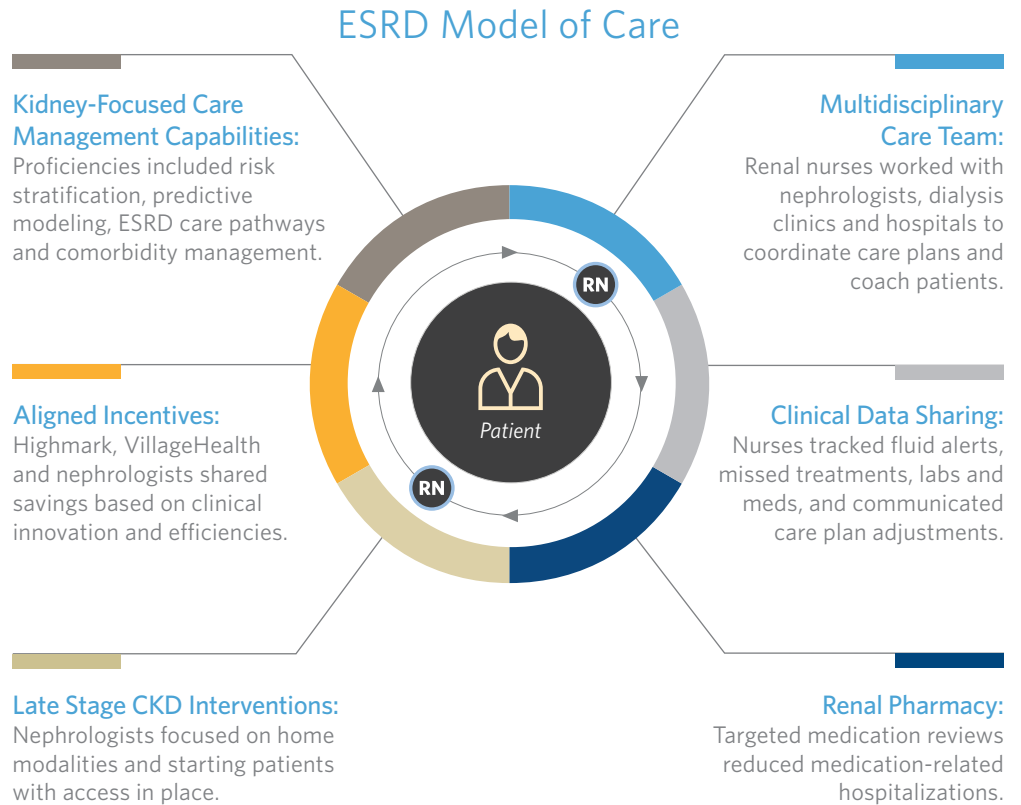 ESRD Model of Care
Kidney-Focused Care
Management Capabilities:
Proficiencies included risk
stratification, predictive
modeling, ESRD care pathways
and comorbidity management.
Multidisciplinary
Care Team:
Renal nurses worked with
nephrologists, dialysis
clinics and hospitals to
coordinate care plans and
coach patients.
RN
Patient
RN
Aligned Incentives:
Highmark, VillageHealth
and nephrologists shared
savings based on clinical
innovation and efficiencies.
Clinical Data Sharing:
Nurses tracked fluid alerts,
missed treatments, labs and
meds, and communicated
care plan adjustments.
Late Stage CKD Interventions:
Nephrologists focused on home
modalities and starting patients
with access in place.
Renal Pharmacy:
Targeted medication reviews
reduced medication-related
hospitalizations.